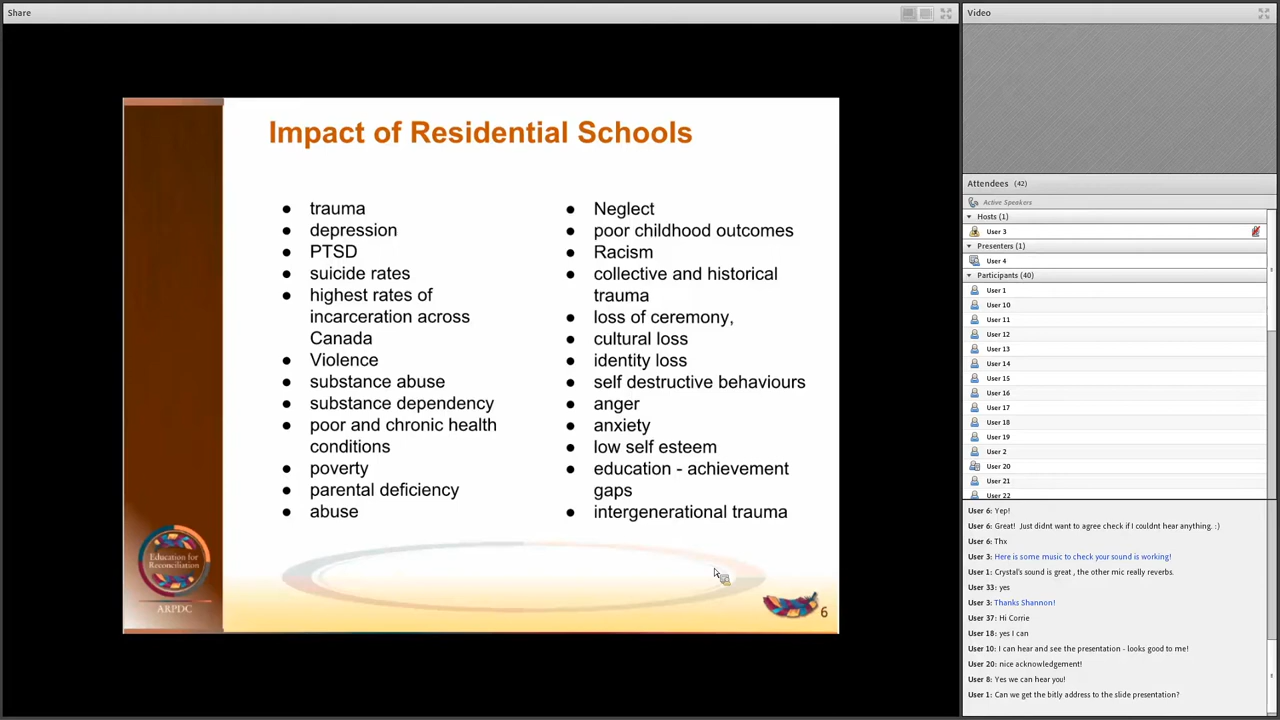 Share
Impact of Residential Schools
● trauma
● depression
● PTSD
● suicide rates
● highest rates of
incarceration across
Canada
● Violence
● substance abuse
● substance dependency
● poor and chronic health
conditions
● poverty
● parental deficiency
● abuse
● Neglect
● poor childhood outcomes
● Racism
● collective and historical
trauma
● loss of ceremony,
● cultural loss
● identity loss
● self destructive behaviours
● anger
● anxiety
● low self esteem
● education - achievement
gaps
● intergenerational trauma
Education for
Reconciliation
ARPDC
6
Video
Attendees (42)
Active Speakers
Hosts (1)
User 3
Presenters (1)
User 4
Participants (40)
User 1
User 10
User 11
User 12
User 13
User 14
User 15
User 16
User 17
User 18
User 19
User 2
User 20
User 21
User 22
User 6: Yep!
User 6: Great! Just didnt want to agree check if I couldnt hear anything. :)
User 6: Thx
User 3: Here is some music to check your sound is working!
User 1: Crystal's sound is great , the other mic really reverbs.
User 33: yes
User 3: Thanks Shannon!
User 37: Hi Corrie
User 18: yes I can
User 10: I can hear and see the presentation - looks good to me!
User 20: nice acknowledgement!
User 8: Yes we can hear you!
User 1: Can we get the bitly address to the slide presentation?